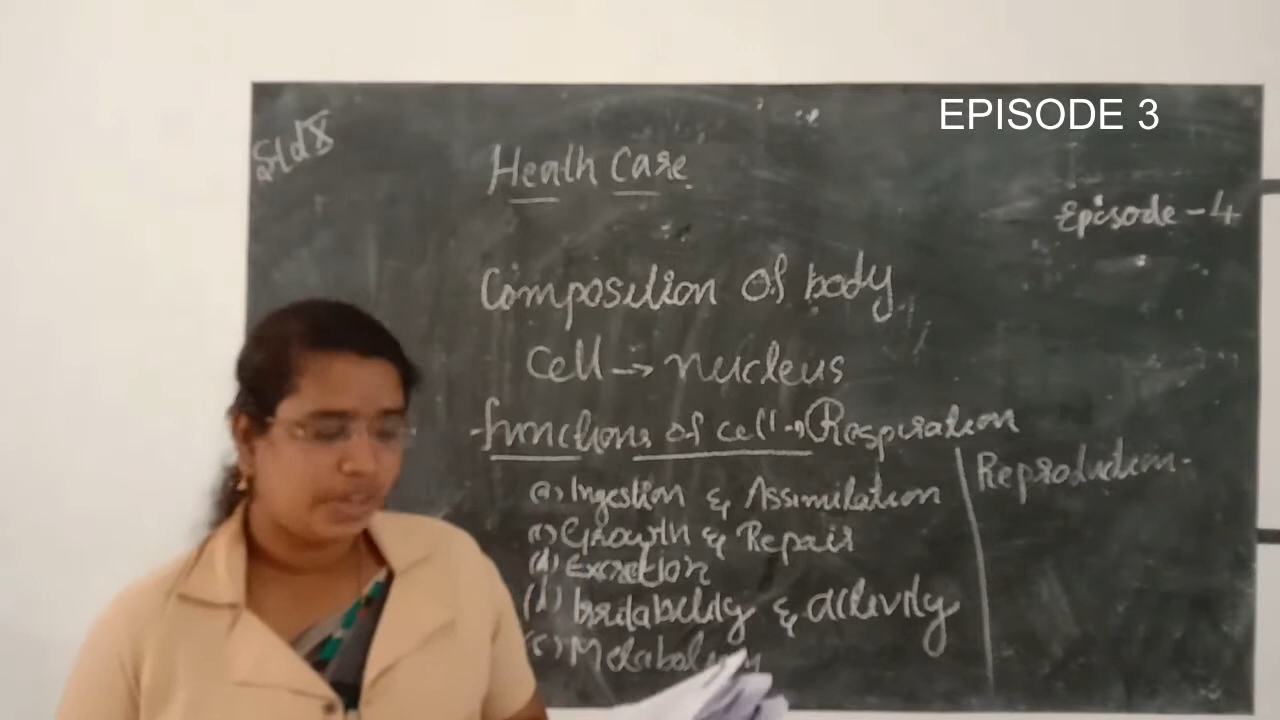 EPISODE 3
Std X
Health Care
Episode - 4
Composition Of body
Cell → nucleus
functions of cell → Respiration
Reproduction.
(a) Ingestion & Assimilation
(c) Growth & Repair
(d) Excretion
(d) Irritability & activity
(c) Metabolism